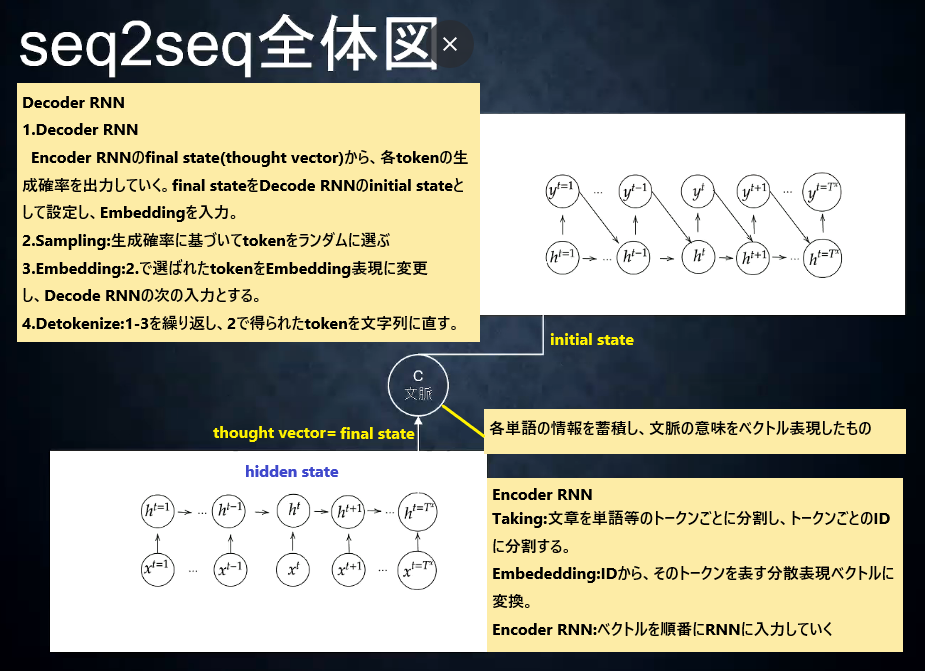 seq2seq全体図
Decoder RNN
1.Decoder RNN
Encoder RNNのfinal state(thought vector)から、各tokenの生
成確率を出力していく。final stateをDecode RNNのinitial stateと
して設定し、Embeddingを入力。
2.Sampling:生成確率に基づいてtokenをランダムに選ぶ
3.Embedding:2.で選ばれたtokenをEmbedding表現に変更
し、Decode RNNの次の入力とする。
4.Detokenize:1-3を繰り返し、2で得られたtokenを文字列に直す。
y^{t=1} ... y^{t-1} y^{t} y^{t+1} ... y^{t=T^x}
h^{t=1} ... h^{t-1} h^{t} h^{t+1} ... h^{t=T^x}
initial state
C
文脈
thought vector= final state
各単語の情報を蓄積し、文脈の意味をベクトル表現したもの
hidden state
h^{t=1} ... h^{t-1} h^{t} h^{t+1} ... h^{t=T^x}
x^{t=1} ... x^{t-1} x^{t} x^{t+1} ... x^{t=T^x}
Encoder RNN
Taking:文章を単語等のトークンごとに分割し、トークンごとのID
に分割する。
Embededding:IDから、そのトークンを表す分散表現ベクトルに
変換。
Encoder RNN:ベクトルを順番にRNNに入力していく